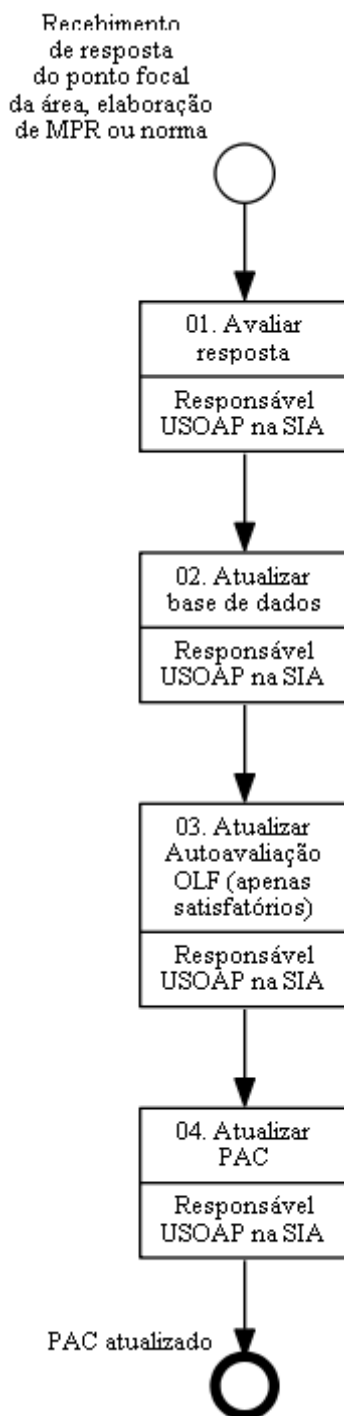 Recebimento
de resposta
do ponto focal
da área, elaboração
de MPR ou norma
01. Avaliar
resposta
Responsável
USOAP na SIA
02. Atualizar
base de dados
Responsável
USOAP na SIA
03. Atualizar
Autoavaliação
OLF (apenas
satisfatórios)
Responsável
USOAP na SIA
04. Atualizar
PAC
Responsável
USOAP na SIA
PAC atualizado